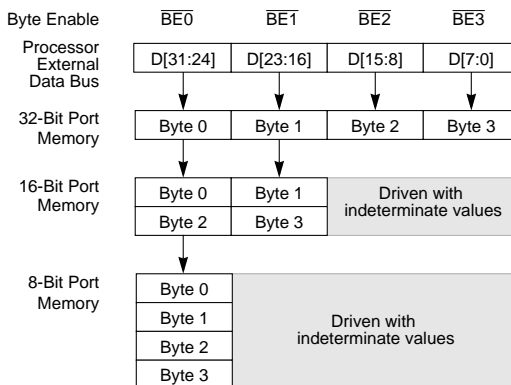 Byte Enable BE0 BE1 BE2 BE3
Processor
External
Data Bus
D[31:24] D[23:16] D[15:8] D[7:0]
32-Bit Port
Memory
Byte 0 Byte 1 Byte 2 Byte 3
16-Bit Port
Memory
Byte 0 Byte 1
Byte 2 Byte 3
Driven with
indeterminate values
8-Bit Port
Memory
Byte 0
Byte 1
Byte 2
Byte 3
Driven with
indeterminate values